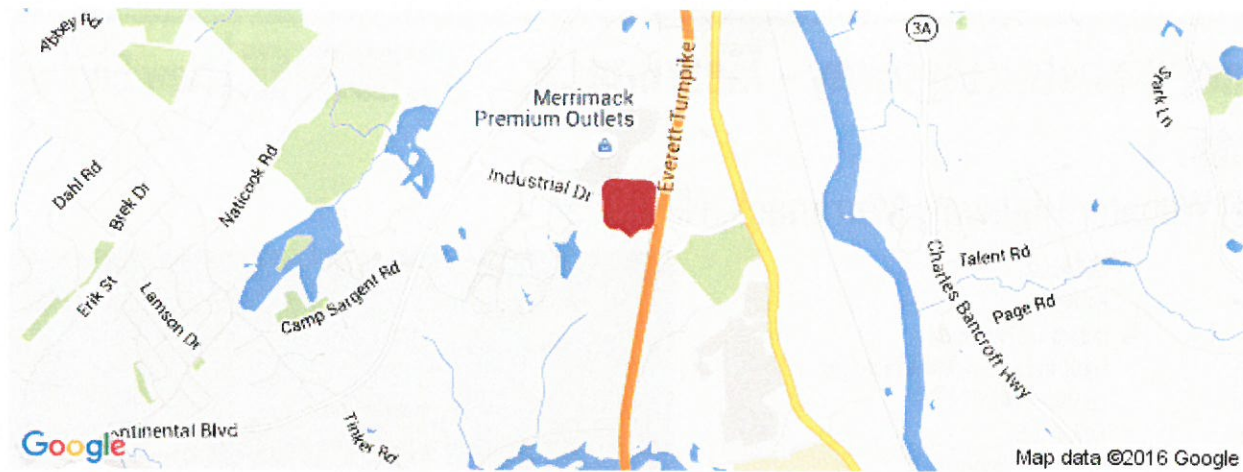 Abbey Rd
3A
Everett Turnpike
Spark Ln
Merrimack
Premium Outlets
Dahl Rd
Brek Dr
Naticook Rd
Industrial Dr
Erik St
Lamson Dr
Camp Sargent Rd
Charles Bancroft Hwy
Talent Rd
Page Rd
Tinker Rd
ontinental Blvd
Google
Map data ©2016 Google